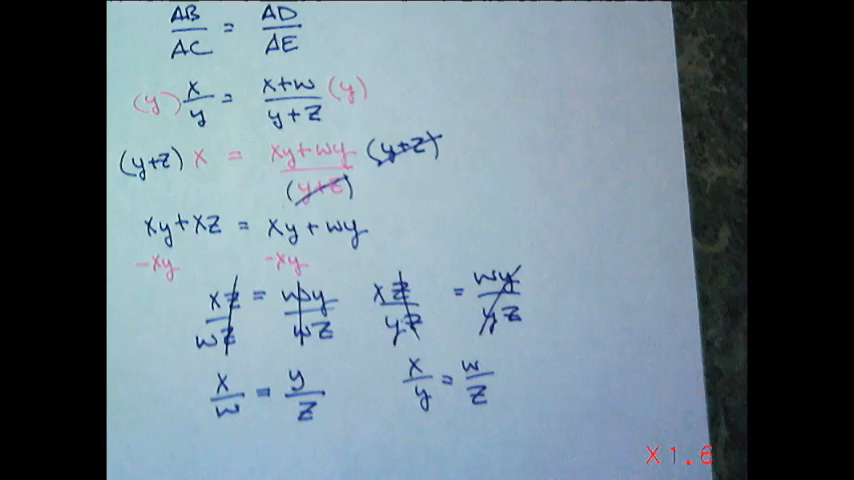 AB/AC = AD/AE
(y) x/y = x+w/y+z (y)
(y+z) x = xy+wy/(y+z) (y+z)
xy+xz = xy+wy
-xy -xy
xz/wz = wy/wz xz/yz = wy/yz
x/w = y/z x/y = w/z
X1.6